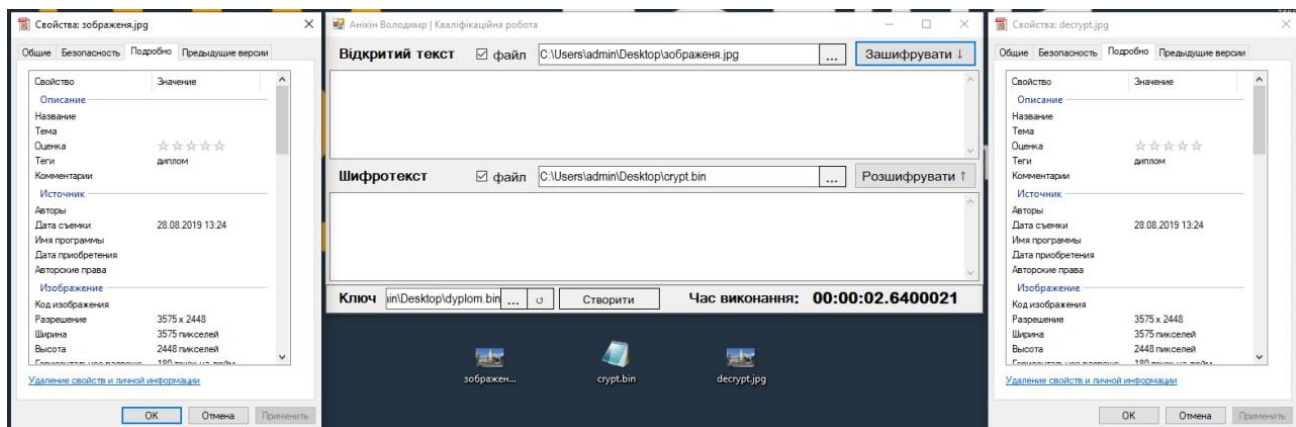 Свойства: зображеня.jpg
Общие Безопасность Подробно Предыдущие версии
Свойство Значение
Описание
Название
Тема
Оценка
Теги диплом
Комментарии
Источник
Авторы
Дата съемки 28.08.2019 13:24
Имя программы
Дата приобретения
Авторские права
Изображение
Код изображения
Разрешение 3575 x 2448
Ширина 3575 пикселей
Высота 2448 пикселей
Удаление свойств и личной информации
OK Отмена Применить
Анікін Володимир | Кваліфікаційна робота
Відкритий текст файл C:\Users\admin\Desktop\зображеня.jpg ... Зашифрувати ↓
Шифротекст файл C:\Users\admin\Desktop\crypt.bin ... Розшифрувати ↑
Ключ in\Desktop\dyplom.bin ... ↺ Створити Час виконання: 00:00:02.6400021
зображен... crypt.bin decrypt.jpg
Свойства: decrypt.jpg
Общие Безопасность Подробно Предыдущие версии
Свойство Значение
Описание
Название
Тема
Оценка
Теги диплом
Комментарии
Источник
Авторы
Дата съемки 28.08.2019 13:24
Имя программы
Дата приобретения
Авторские права
Изображение
Код изображения
Разрешение 3575 x 2448
Ширина 3575 пикселей
Высота 2448 пикселей
Удаление свойств и личной информации
OK Отмена Применить